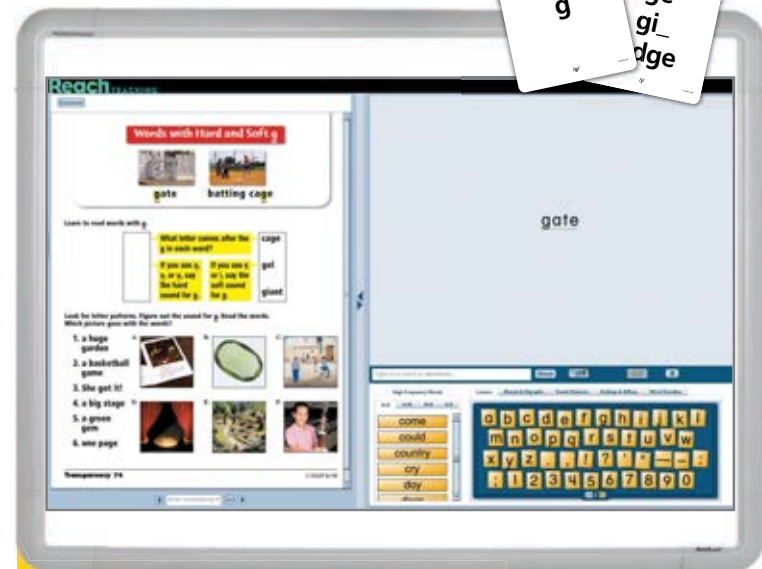 g
gi_
dge
Reach TEACHING
Words with Hard and Soft g
gate
batting cage
Learn to read words with g.
What letter comes after the
g in each word?
If you see a,
o, or u, say
the hard
sound for g.
If you see e
or i, say the
soft sound
for g.
cage
gel
giant
Look for letter patterns. Figure out the sound for g. Read the words.
Which picture goes with the words?
1. a huge
garden
2. a basketball
game
3. She got it!
4. a big stage
5. a green
gem
6. one page
A.
B.
C.
D.
E.
F.
Transparency 74
gate
High Frequency Words
come
could
country
cry
day
a b c d e f g h i j k l
m n o p q r s t u v w
x y z . , ! ? ' " — – :
; 1 2 3 4 5 6 7 8 9 0